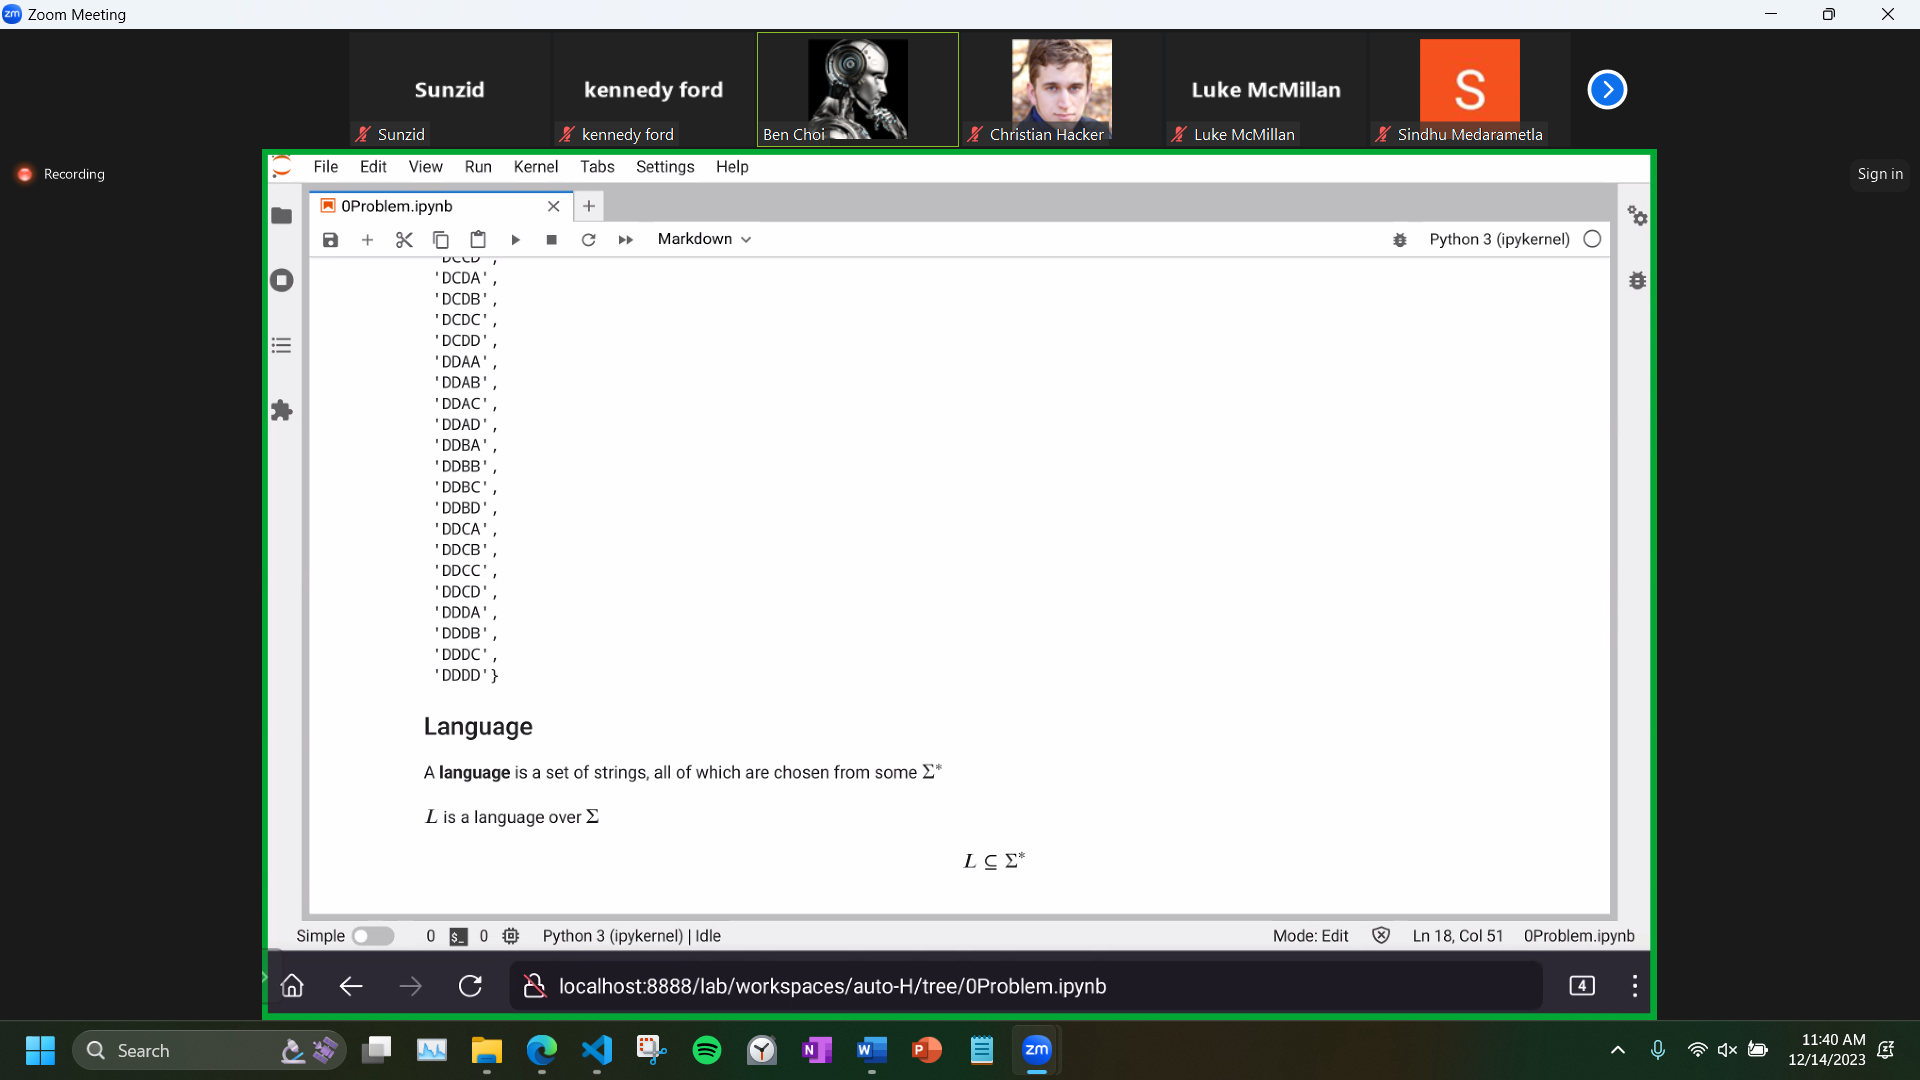 Zoom Meeting
Sunzid
kennedy ford
Luke McMillan
S
Sunzid
kennedy ford
Ben Choi
Christian Hacker
Luke McMillan
Sindhu Medarametla
Recording
Sign in
File Edit View Run Kernel Tabs Settings Help
0Problem.ipynb
Markdown
Python 3 (ipykernel)
'DCCD',
'DCDA',
'DCDB',
'DCDC',
'DCDD',
'DDAA',
'DDAB',
'DDAC',
'DDAD',
'DDBA',
'DDBB',
'DDBC',
'DDBD',
'DDCA',
'DDCB',
'DDCC',
'DDCD',
'DDDA',
'DDDB',
'DDDC',
'DDDD'}
Language
A language is a set of strings, all of which are chosen from some Σ*
L is a language over Σ
L ⊆ Σ*
Simple 0 $_ 0 Python 3 (ipykernel) | Idle Mode: Edit Ln 18, Col 51 0Problem.ipynb
localhost:8888/lab/workspaces/auto-H/tree/0Problem.ipynb 4
Search
N
W
P
zm
11:40 AM
12/14/2023